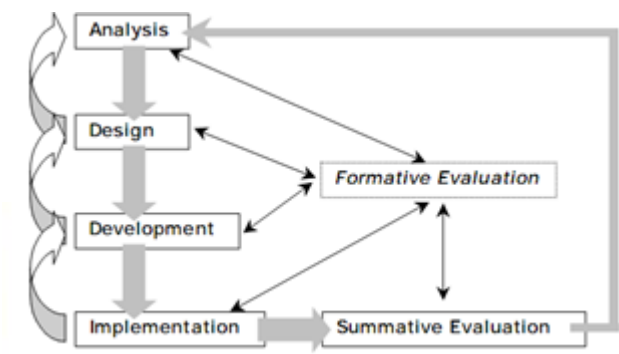 Analysis
Design
Formative Evaluation
Development
Implementation
Summative Evaluation